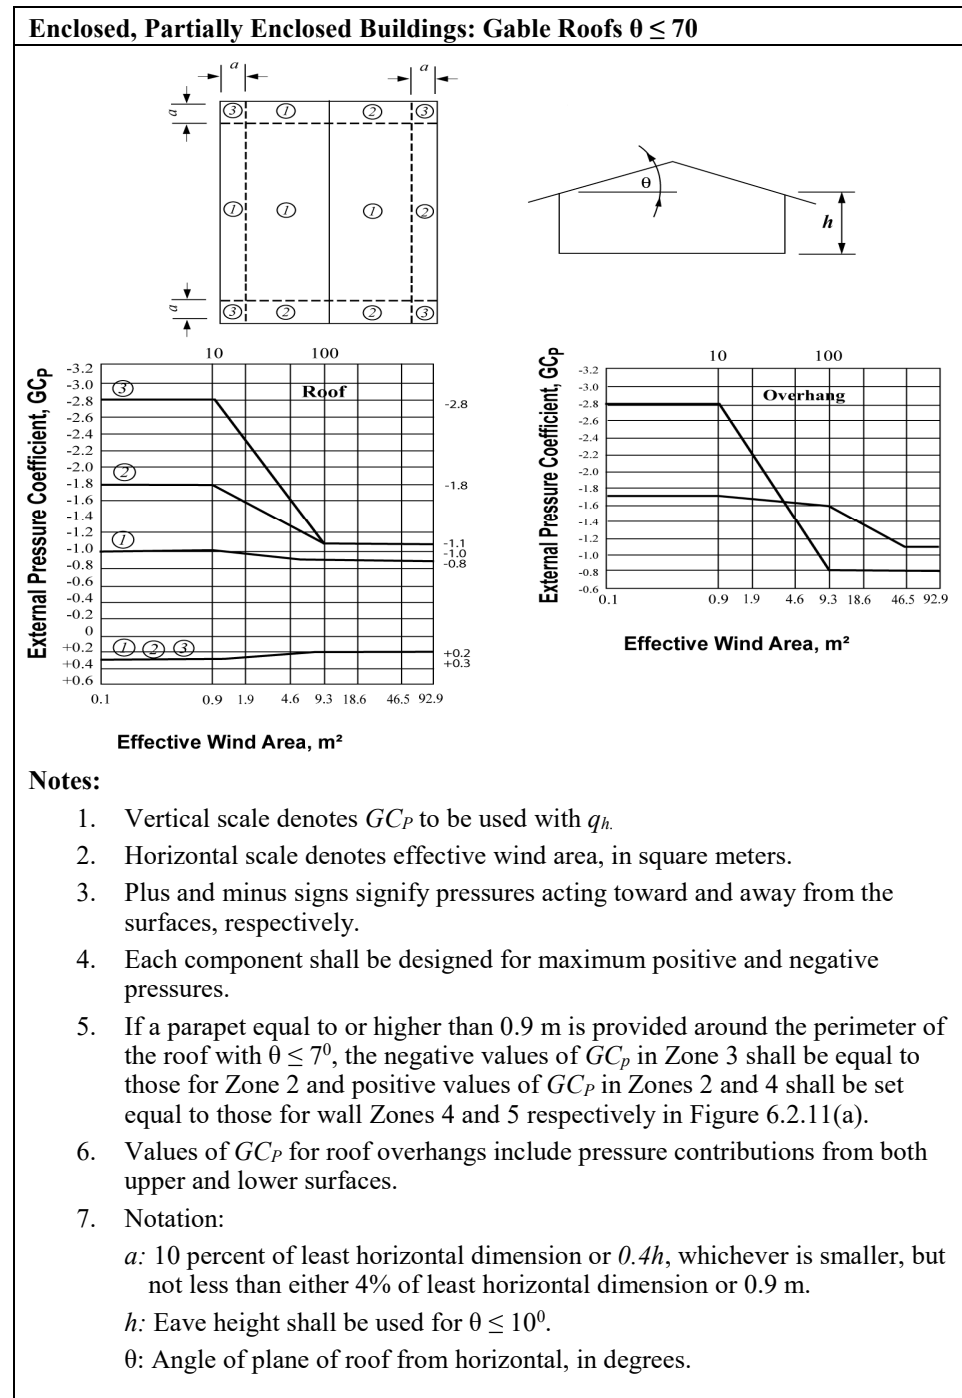 Enclosed, Partially Enclosed Buildings: Gable Roofs θ ≤ 70
a a
a ③ ① ② ③
① ① ① ②
a ③ ② ② ③
θ
h
External Pressure Coefficient, GCP
10 100
Roof
-3.2
-3.0
-2.8
-2.6
-2.4
-2.2
-2.0
-1.8
-1.6
-1.4
-1.2
-1.0
-0.8
-0.6
-0.4
-0.2
0
+0.2
+0.4
+0.6
③
②
①
① ② ③
-2.8
-1.8
-1.1
-1.0
-0.8
+0.2
+0.3
0.1 0.9 1.9 4.6 9.3 18.6 46.5 92.9
Effective Wind Area, m²
External Pressure Coefficient, GCP
10 100
Overhang
-3.2
-3.0
-2.8
-2.6
-2.4
-2.2
-2.0
-1.8
-1.6
-1.4
-1.2
-1.0
-0.8
-0.6
0.1 0.9 1.9 4.6 9.3 18.6 46.5 92.9
Effective Wind Area, m²
Notes:
1. Vertical scale denotes GCP to be used with qh.
2. Horizontal scale denotes effective wind area, in square meters.
3. Plus and minus signs signify pressures acting toward and away from the
surfaces, respectively.
4. Each component shall be designed for maximum positive and negative
pressures.
5. If a parapet equal to or higher than 0.9 m is provided around the perimeter of
the roof with θ ≤ 7⁰, the negative values of GCp in Zone 3 shall be equal to
those for Zone 2 and positive values of GCP in Zones 2 and 4 shall be set
equal to those for wall Zones 4 and 5 respectively in Figure 6.2.11(a).
6. Values of GCP for roof overhangs include pressure contributions from both
upper and lower surfaces.
7. Notation:
a: 10 percent of least horizontal dimension or 0.4h, whichever is smaller, but
not less than either 4% of least horizontal dimension or 0.9 m.
h: Eave height shall be used for θ ≤ 10⁰.
θ: Angle of plane of roof from horizontal, in degrees.